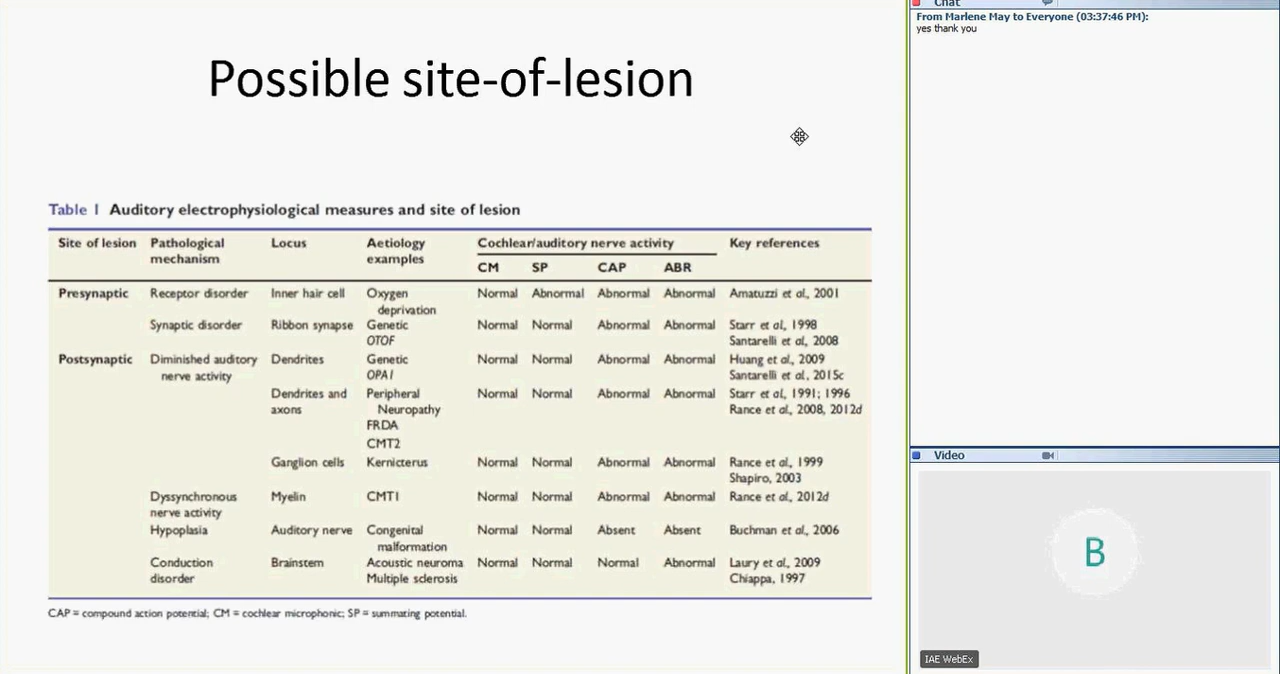 Possible site-of-lesion
Table 1 Auditory electrophysiological measures and site of lesion
Site of lesion Pathological mechanism Locus Aetiology examples Cochlear/auditory nerve activity Key references
CM SP CAP ABR
Presynaptic Receptor disorder Inner hair cell Oxygen deprivation Normal Abnormal Abnormal Abnormal Amatuzzi et al., 2001
Synaptic disorder Ribbon synapse Genetic Normal Normal Abnormal Abnormal Starr et al., 1998
OTOF Santarelli et al., 2008
Postsynaptic Diminished auditory nerve activity Dendrites Genetic Normal Normal Abnormal Abnormal Huang et al., 2009
OPA1 Santarelli et al., 2015c
Dendrites and axons Peripheral Neuropathy Normal Normal Abnormal Abnormal Starr et al., 1991; 1996
Rance et al., 2008, 2012d
FRDA
CMT2
Ganglion cells Kernicterus Normal Normal Abnormal Abnormal Rance et al., 1999
Shapiro, 2003
Dyssynchronous nerve activity Myelin CMT1 Normal Normal Abnormal Abnormal Rance et al., 2012d
Hypoplasia Auditory nerve Congenital malformation Normal Normal Absent Absent Buchman et al., 2006
Conduction disorder Brainstem Acoustic neuroma Normal Normal Normal Abnormal Laury et al., 2009
Multiple sclerosis Chiappa, 1997
CAP = compound action potential; CM = cochlear microphonic; SP = summating potential.
Chat
From Marlene May to Everyone (03:37:46 PM):
yes thank you
Video
B
IAE WebEx